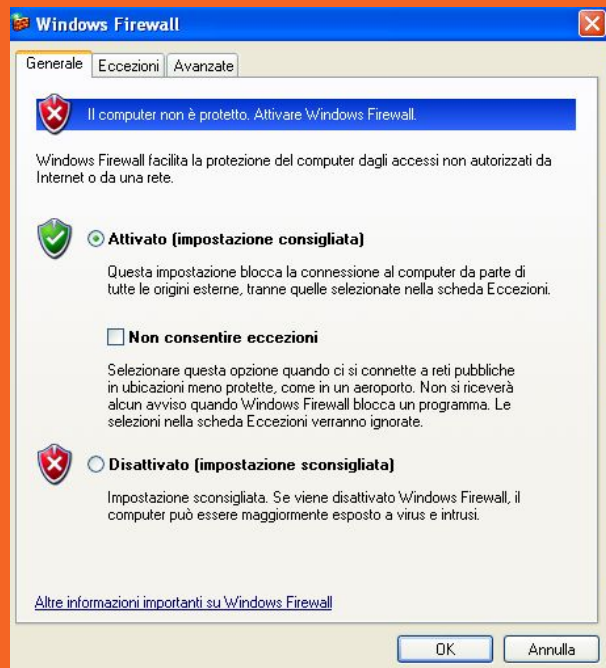 Windows Firewall
Generale Eccezioni Avanzate
Il computer non è protetto. Attivare Windows Firewall.
Windows Firewall facilita la protezione del computer dagli accessi non autorizzati da
Internet o da una rete.
Attivato (impostazione consigliata)
Questa impostazione blocca la connessione al computer da parte di
tutte le origini esterne, tranne quelle selezionate nella scheda Eccezioni.
Non consentire eccezioni
Selezionare questa opzione quando ci si connette a reti pubbliche
in ubicazioni meno protette, come in un aeroporto. Non si riceverà
alcun avviso quando Windows Firewall blocca un programma. Le
selezioni nella scheda Eccezioni verranno ignorate.
Disattivato (impostazione sconsigliata)
Impostazione sconsigliata. Se viene disattivato Windows Firewall, il
computer può essere maggiormente esposto a virus e intrusi.
Altre informazioni importanti su Windows Firewall
OK Annulla